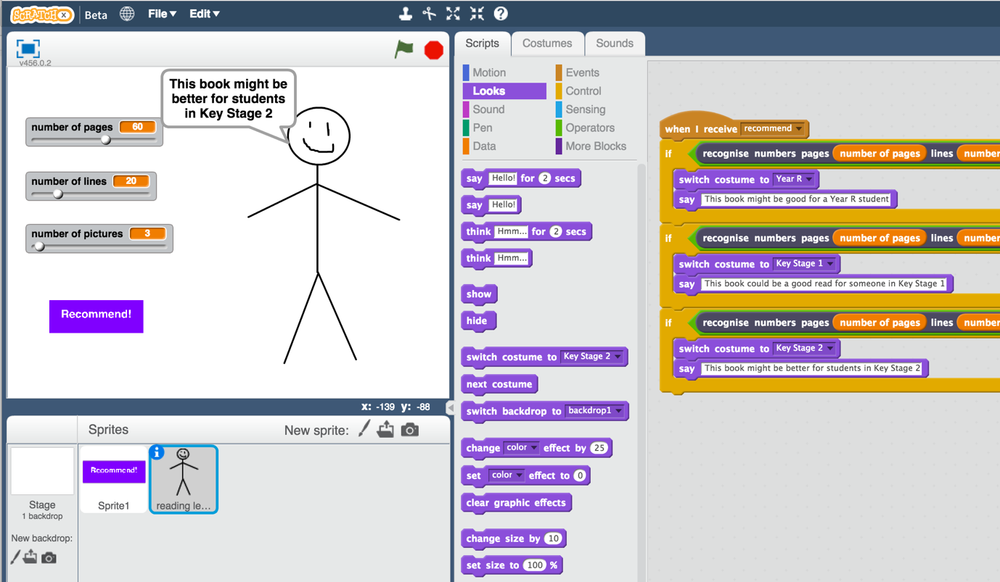 SCRATCHX Beta File▼ Edit▼
v456.0.2
This book might be
better for students
in Key Stage 2
number of pages 60
number of lines 20
number of pictures 3
Recommend!
x: -139 y: -88
Sprites New sprite:
Stage
1 backdrop
New backdrop:
Recommend!
Sprite1
reading le...
Scripts Costumes Sounds
Motion Events
Looks Control
Sound Sensing
Pen Operators
Data More Blocks
say Hello! for 2 secs
say Hello!
think Hmm... for 2 secs
think Hmm...
show
hide
switch costume to Key Stage 2
next costume
switch backdrop to backdrop1
change color effect by 25
set color effect to 0
clear graphic effects
change size by 10
set size to 100 %
when I receive recommend
if recognise numbers pages number of pages lines number
switch costume to Year R
say This book might be good for a Year R student
if recognise numbers pages number of pages lines number
switch costume to Key Stage 1
say This book could be a good read for someone in Key Stage 1
if recognise numbers pages number of pages lines number
switch costume to Key Stage 2
say This book might be better for students in Key Stage 2